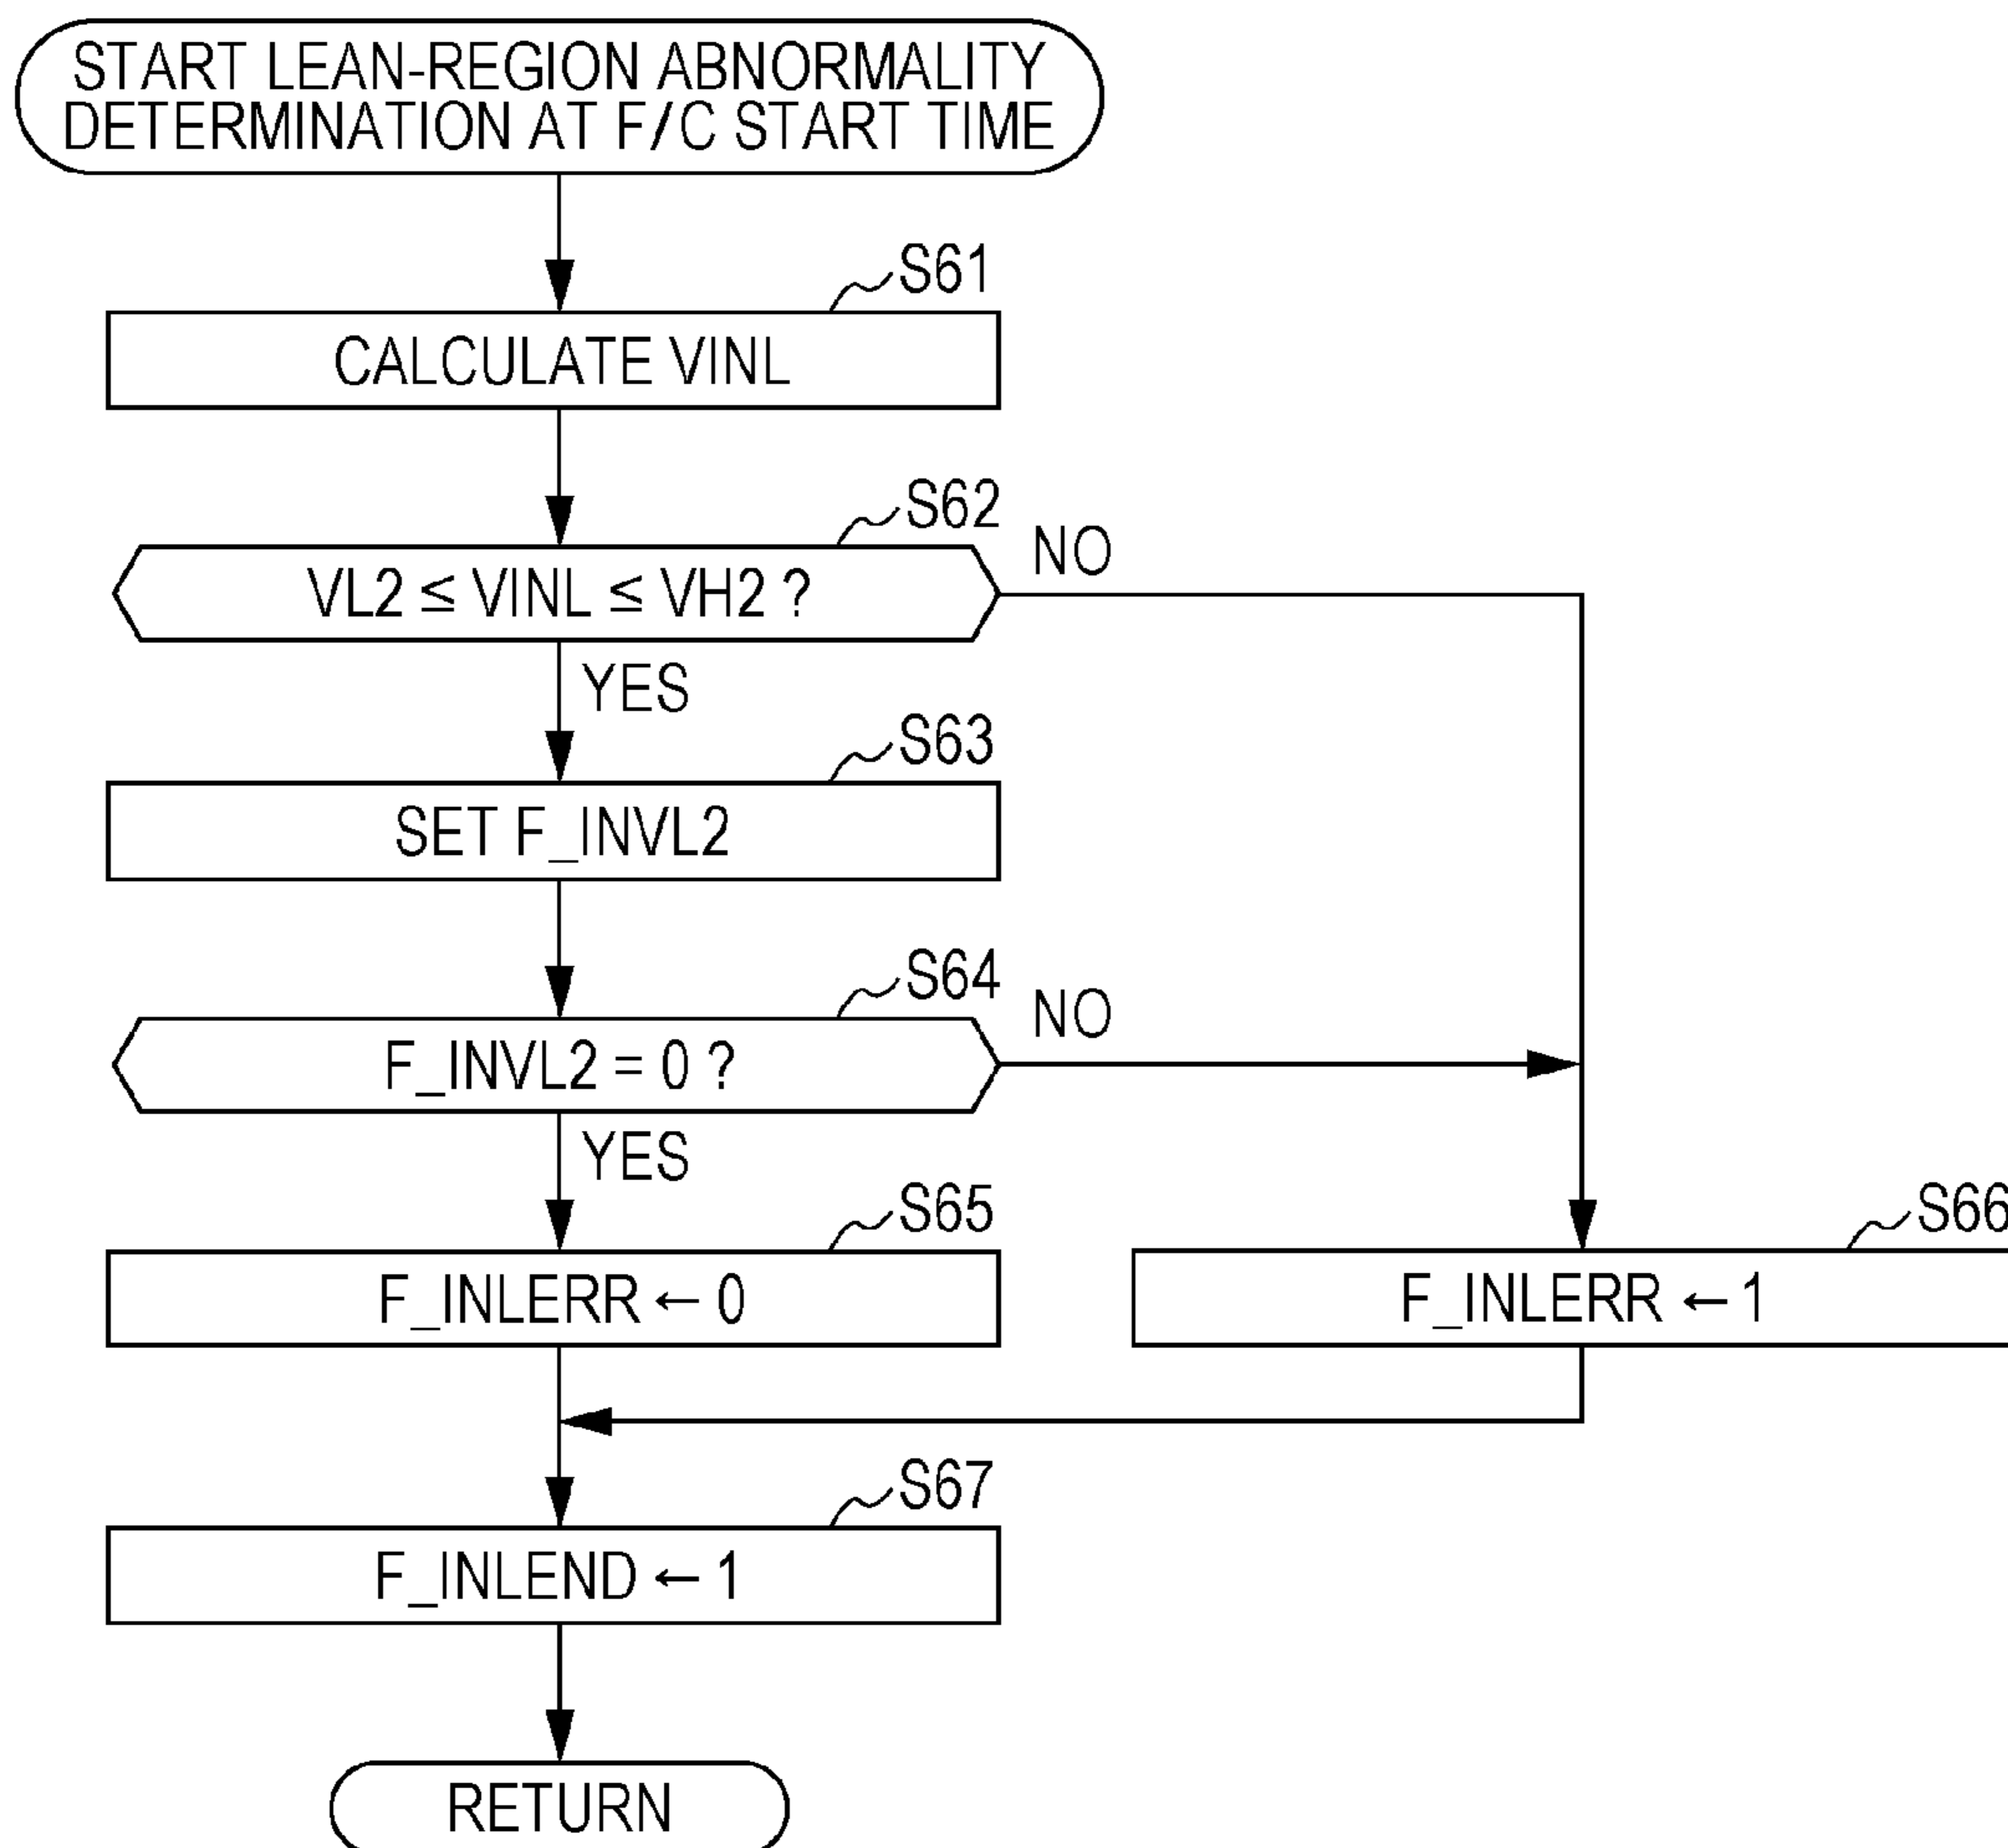 START LEAN-REGION ABNORMALITY
DETERMINATION AT F/C START TIME
S61
CALCULATE VINL
S62
VL2 ≤ VINL ≤ VH2 ?
NO
YES
S63
SET F_INVL2
S64
F_INVL2 = 0 ?
NO
YES
S65
F_INLERR ← 0
S66
F_INLERR ← 1
S67
F_INLEND ← 1
RETURN